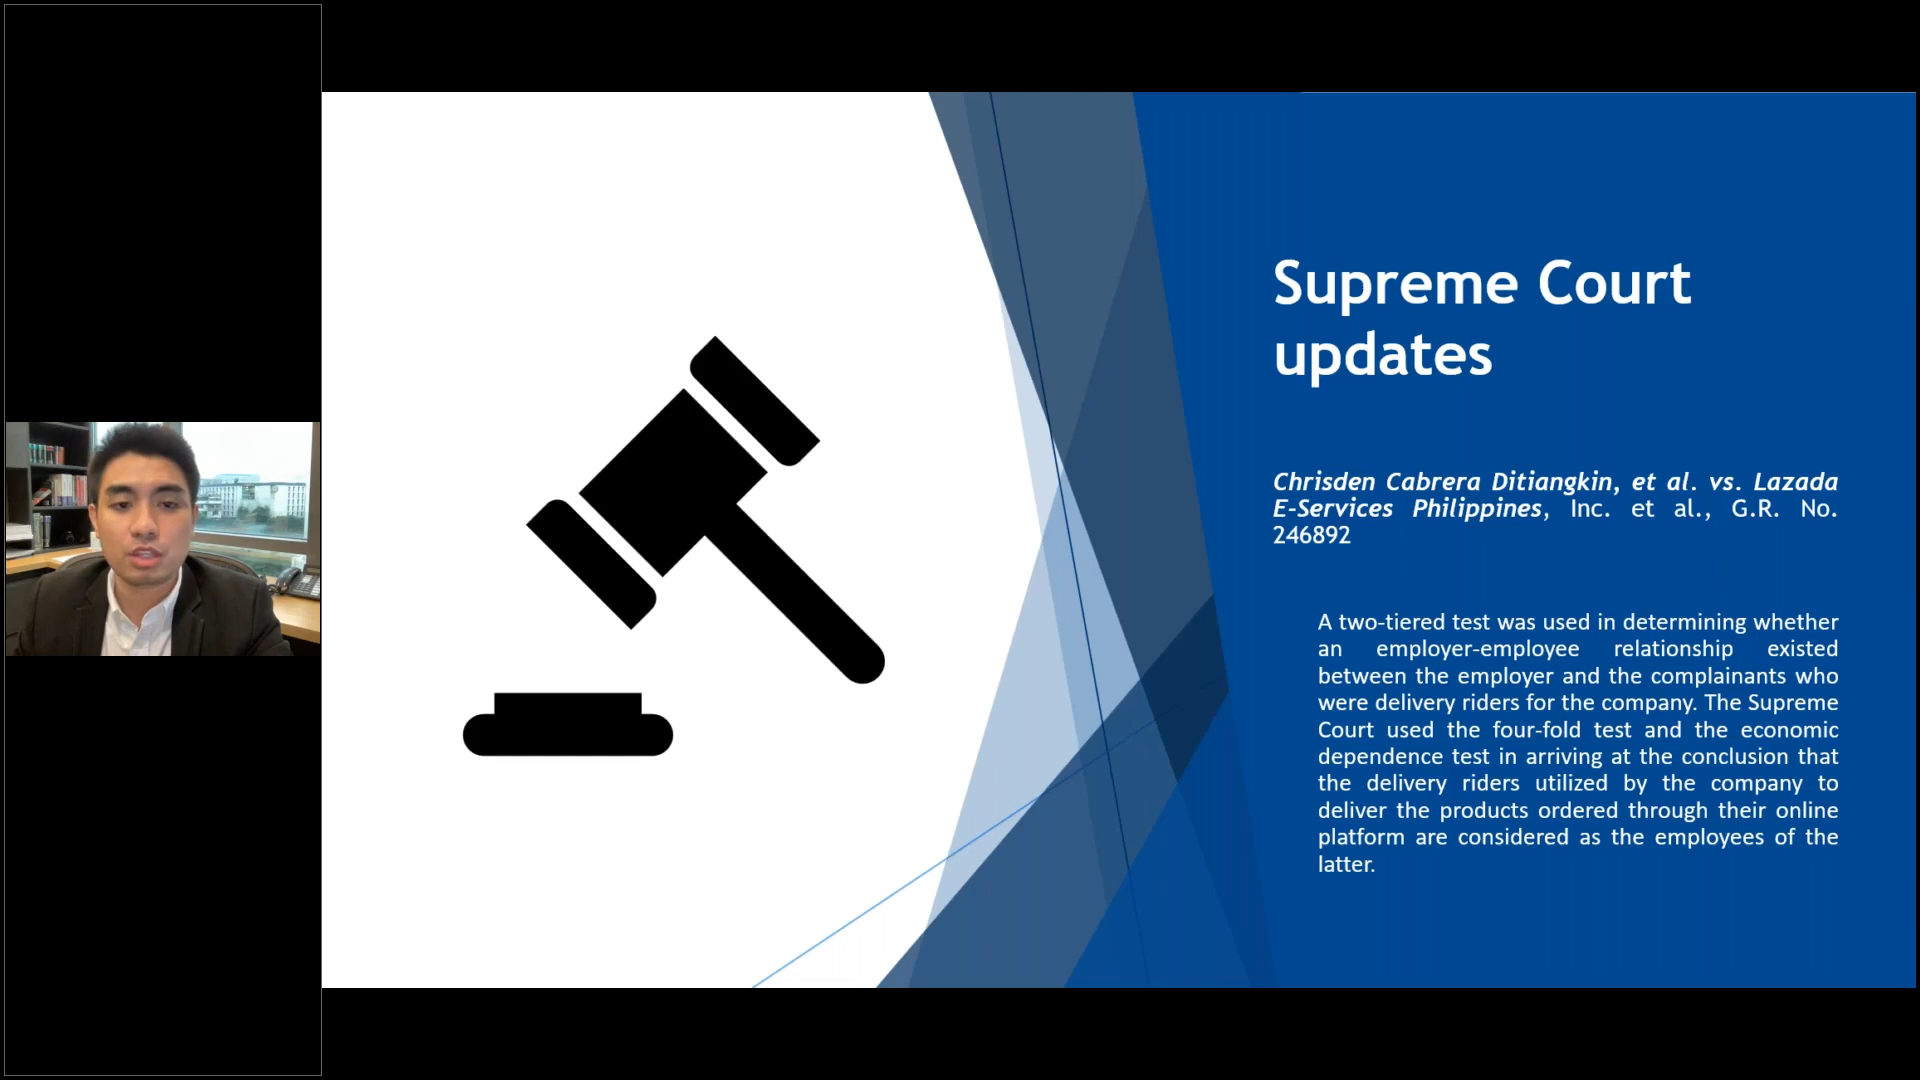 Supreme Court
updates
Chrisden Cabrera Ditiangkin, et al. vs. Lazada
E-Services Philippines, Inc. et al., G.R. No.
246892
A two-tiered test was used in determining whether
an employer-employee relationship existed
between the employer and the complainants who
were delivery riders for the company. The Supreme
Court used the four-fold test and the economic
dependence test in arriving at the conclusion that
the delivery riders utilized by the company to
deliver the products ordered through their online
platform are considered as the employees of the
latter.